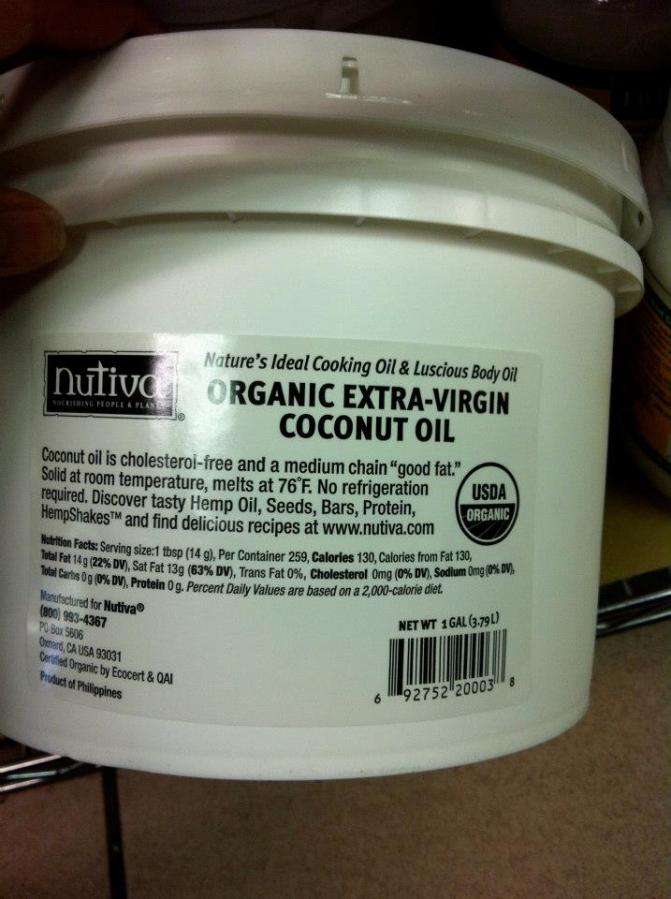 nutiva
NOURISHING PEOPLE & PLANET
®
Nature's Ideal Cooking Oil & Luscious Body Oil
ORGANIC EXTRA-VIRGIN
COCONUT OIL
Coconut oil is cholesterol-free and a medium chain “good fat.”
Solid at room temperature, melts at 76°F. No refrigeration
required. Discover tasty Hemp Oil, Seeds, Bars, Protein,
HempShakes™ and find delicious recipes at www.nutiva.com
USDA
ORGANIC
Nutrition Facts: Serving size:1 tbsp (14 g), Per Container 259, Calories 130, Calories from Fat 130,
Total Fat 14g (22% DV), Sat Fat 13g (63% DV), Trans Fat 0%, Cholesterol 0mg (0% DV), Sodium 0mg (0% DV),
Total Carbs 0g (0% DV), Protein 0 g. Percent Daily Values are based on a 2,000-calorie diet.
Manufactured for Nutiva®
(800) 993-4367
PO Box 5606
Oxnard, CA USA 93031
Certified Organic by Ecocert & QAI
Product of Philippines
NET WT 1 GAL (3.79 L)
6 92752 20003 8